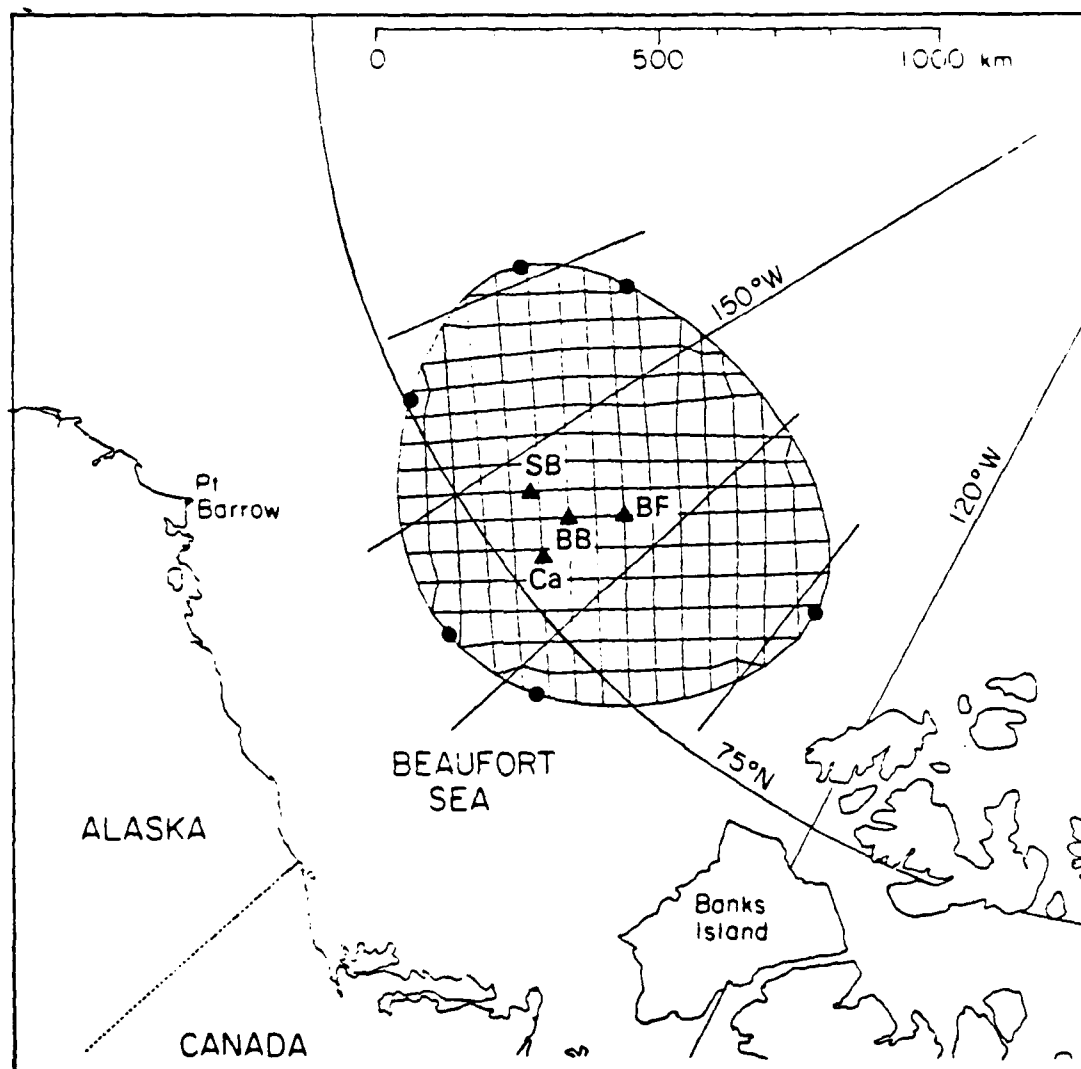 0 500 1000 km
150°W
120°W
SB
Pt
Barrow
BF
BB
Ca
75°N
BEAUFORT
SEA
ALASKA
Banks
Island
CANADA